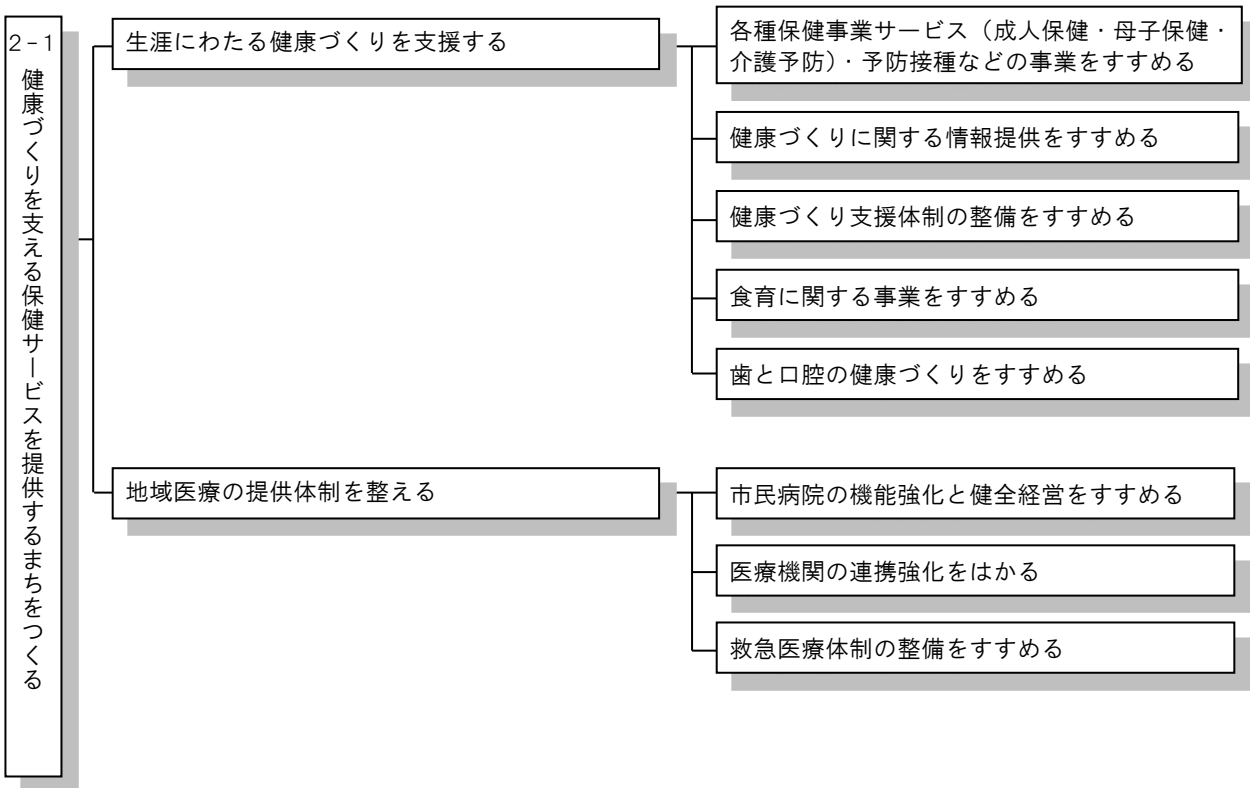 2-1
健康づくりを支える保健サービスを提供するまちをつくる
生涯にわたる健康づくりを支援する
各種保健事業サービス（成人保健・母子保健・
介護予防）・予防接種などの事業をすすめる
健康づくりに関する情報提供をすすめる
健康づくり支援体制の整備をすすめる
食育に関する事業をすすめる
歯と口腔の健康づくりをすすめる
地域医療の提供体制を整える
市民病院の機能強化と健全経営をすすめる
医療機関の連携強化をはかる
救急医療体制の整備をすすめる